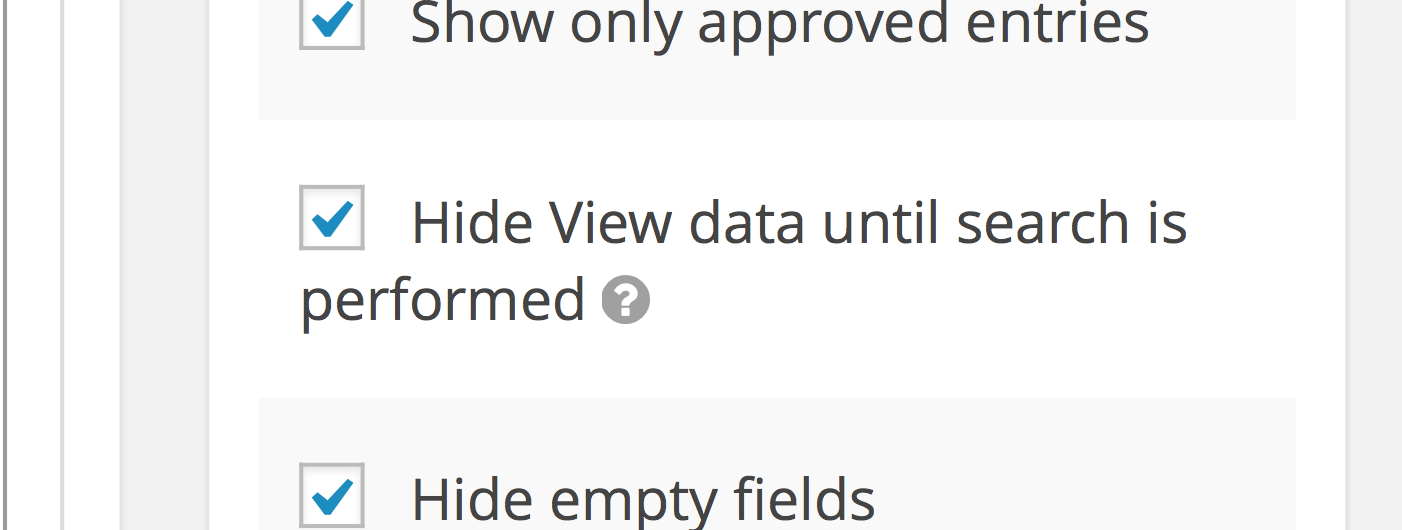 Show only approved entries
Hide View data until search is
performed ?
Hide empty fields